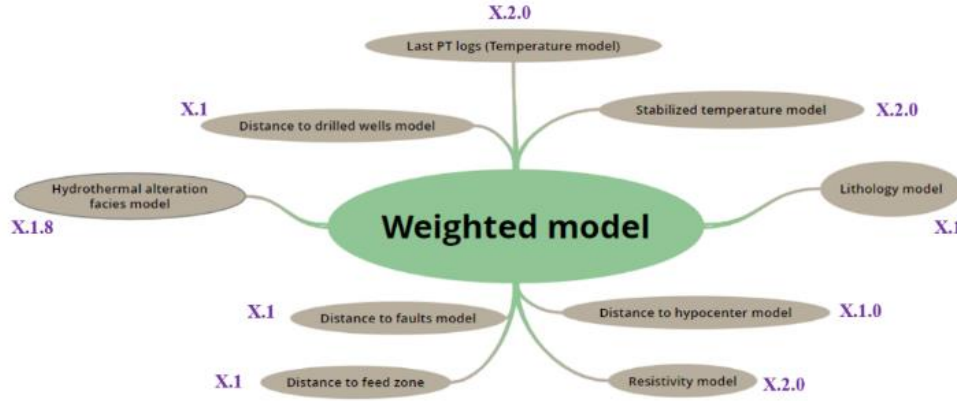 X.2.0
Last PT logs (Temperature model)
X.1
Distance to drilled wells model
Stabilized temperature model
X.2.0
Hydrothermal alteration
facies model
X.1.8
Weighted model
Lithology model
X.1
X.1
Distance to faults model
Distance to hypocenter model
X.1.0
X.1
Distance to feed zone
Resistivity model
X.2.0